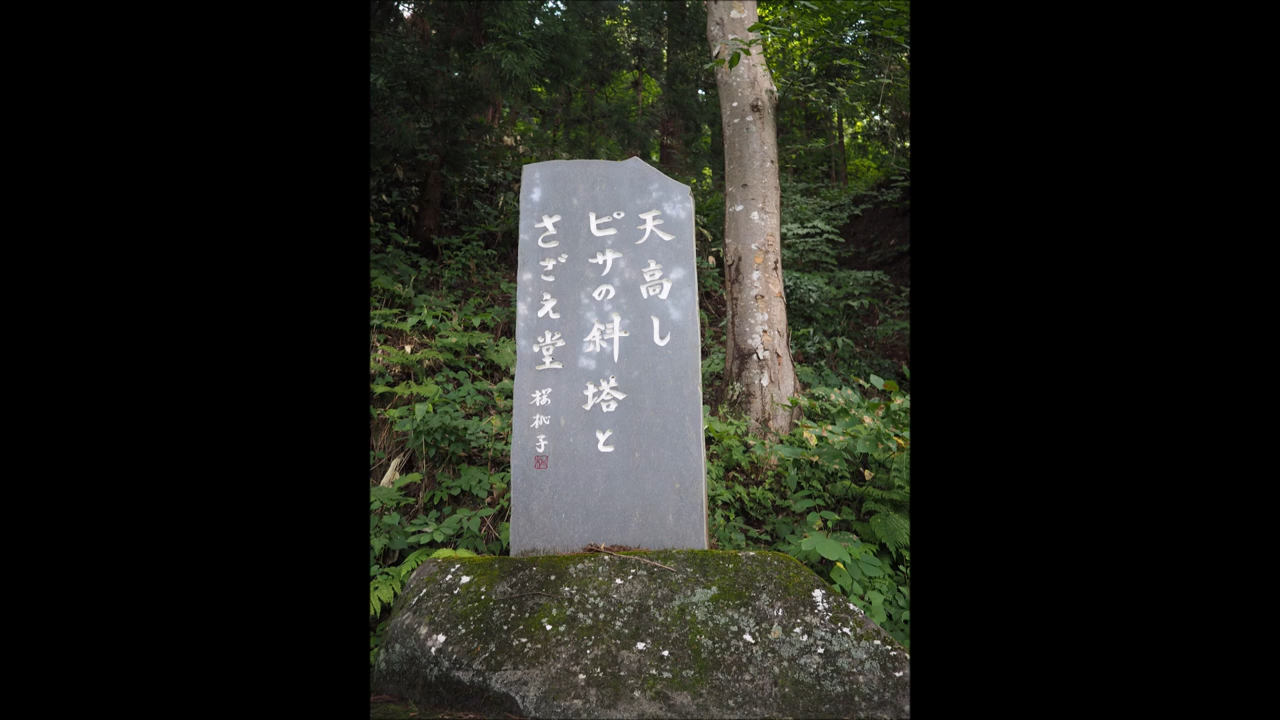 天高し
ピサの斜塔と
さざえ堂
桜桃子